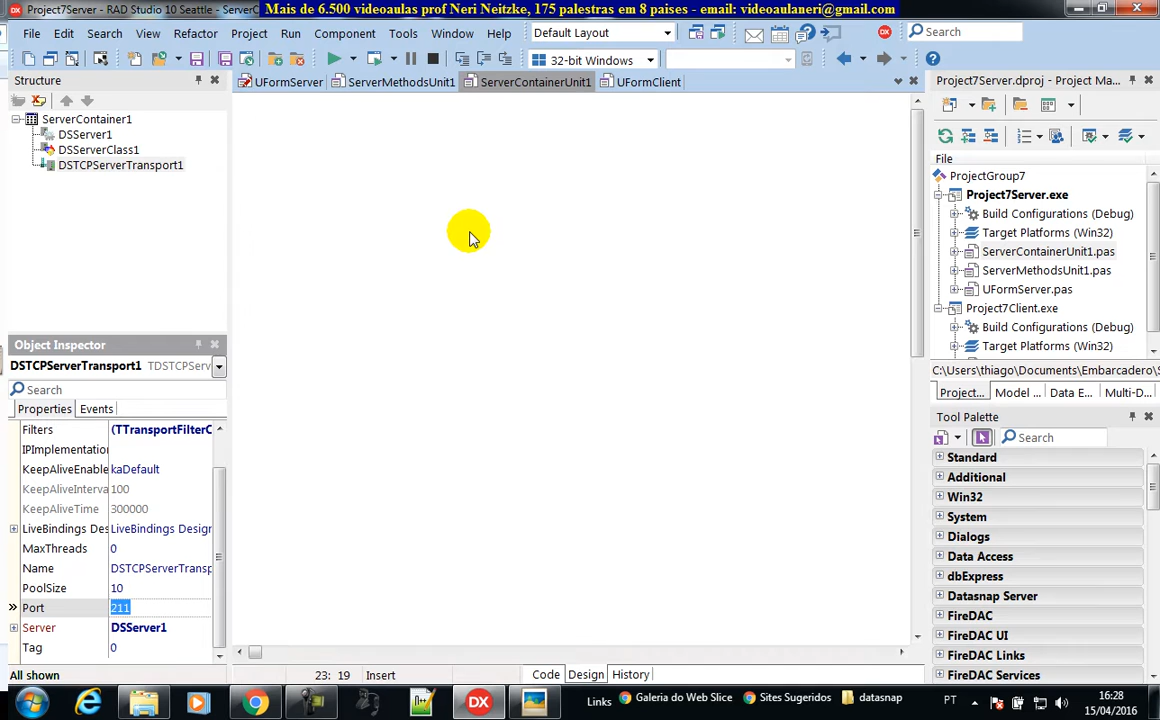 Project7Server - RAD Studio 10 Seattle - ServerC
Mais de 6.500 videoaulas prof Neri Neitzke, 175 palestras em 8 paises - email: videoaulaneri@gmail.com
File Edit Search View Refactor Project Run Component Tools Window Help
Default Layout
Search
32-bit Windows
Structure
UFormServer ServerMethodsUnit1 ServerContainerUnit1 UFormClient
Project7Server.dproj - Project Ma...
ServerContainer1
DSServer1
DSServerClass1
DSTCPServerTransport1
File
ProjectGroup7
Project7Server.exe
Build Configurations (Debug)
Target Platforms (Win32)
ServerContainerUnit1.pas
ServerMethodsUnit1.pas
UFormServer.pas
Project7Client.exe
Build Configurations (Debug)
Target Platforms (Win32)
C:\Users\thiago\Documents\Embarcadero\S
Project... Model ... Data E... Multi-D...
Object Inspector
DSTCPServerTransport1 TDSTCPServ
Search
Properties Events
Filters (TTransportFilterC
IPImplementation
KeepAliveEnable kaDefault
KeepAliveInterva 100
KeepAliveTime 300000
LiveBindings Des LiveBindings Design
MaxThreads 0
Name DSTCPServerTransp
PoolSize 10
Port 211
Server DSServer1
Tag 0
All shown
23: 19 Insert
Code Design History
Tool Palette
Search
Standard
Additional
Win32
System
Dialogs
Data Access
dbExpress
Datasnap Server
FireDAC
FireDAC UI
FireDAC Links
FireDAC Services
DX
Links
Galeria do Web Slice
Sites Sugeridos
datasnap
PT
16:28
15/04/2016